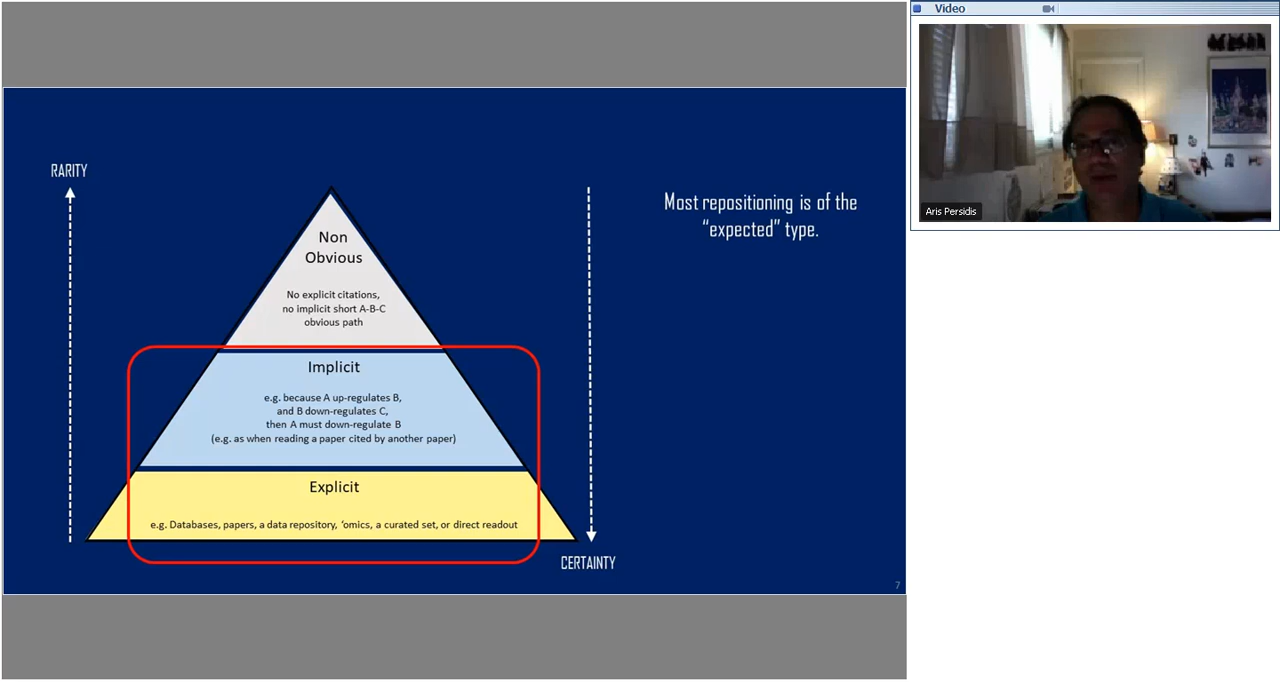 Video
Aris Persidis
RARITY
Most repositioning is of the
“expected” type.
Non
Obvious
No explicit citations,
no implicit short A-B-C
obvious path
Implicit
e.g. because A up-regulates B,
and B down-regulates C,
then A must down-regulate B
(e.g. as when reading a paper cited by another paper)
Explicit
e.g. Databases, papers, a data repository, ‘omics, a curated set, or direct readout
CERTAINTY
7